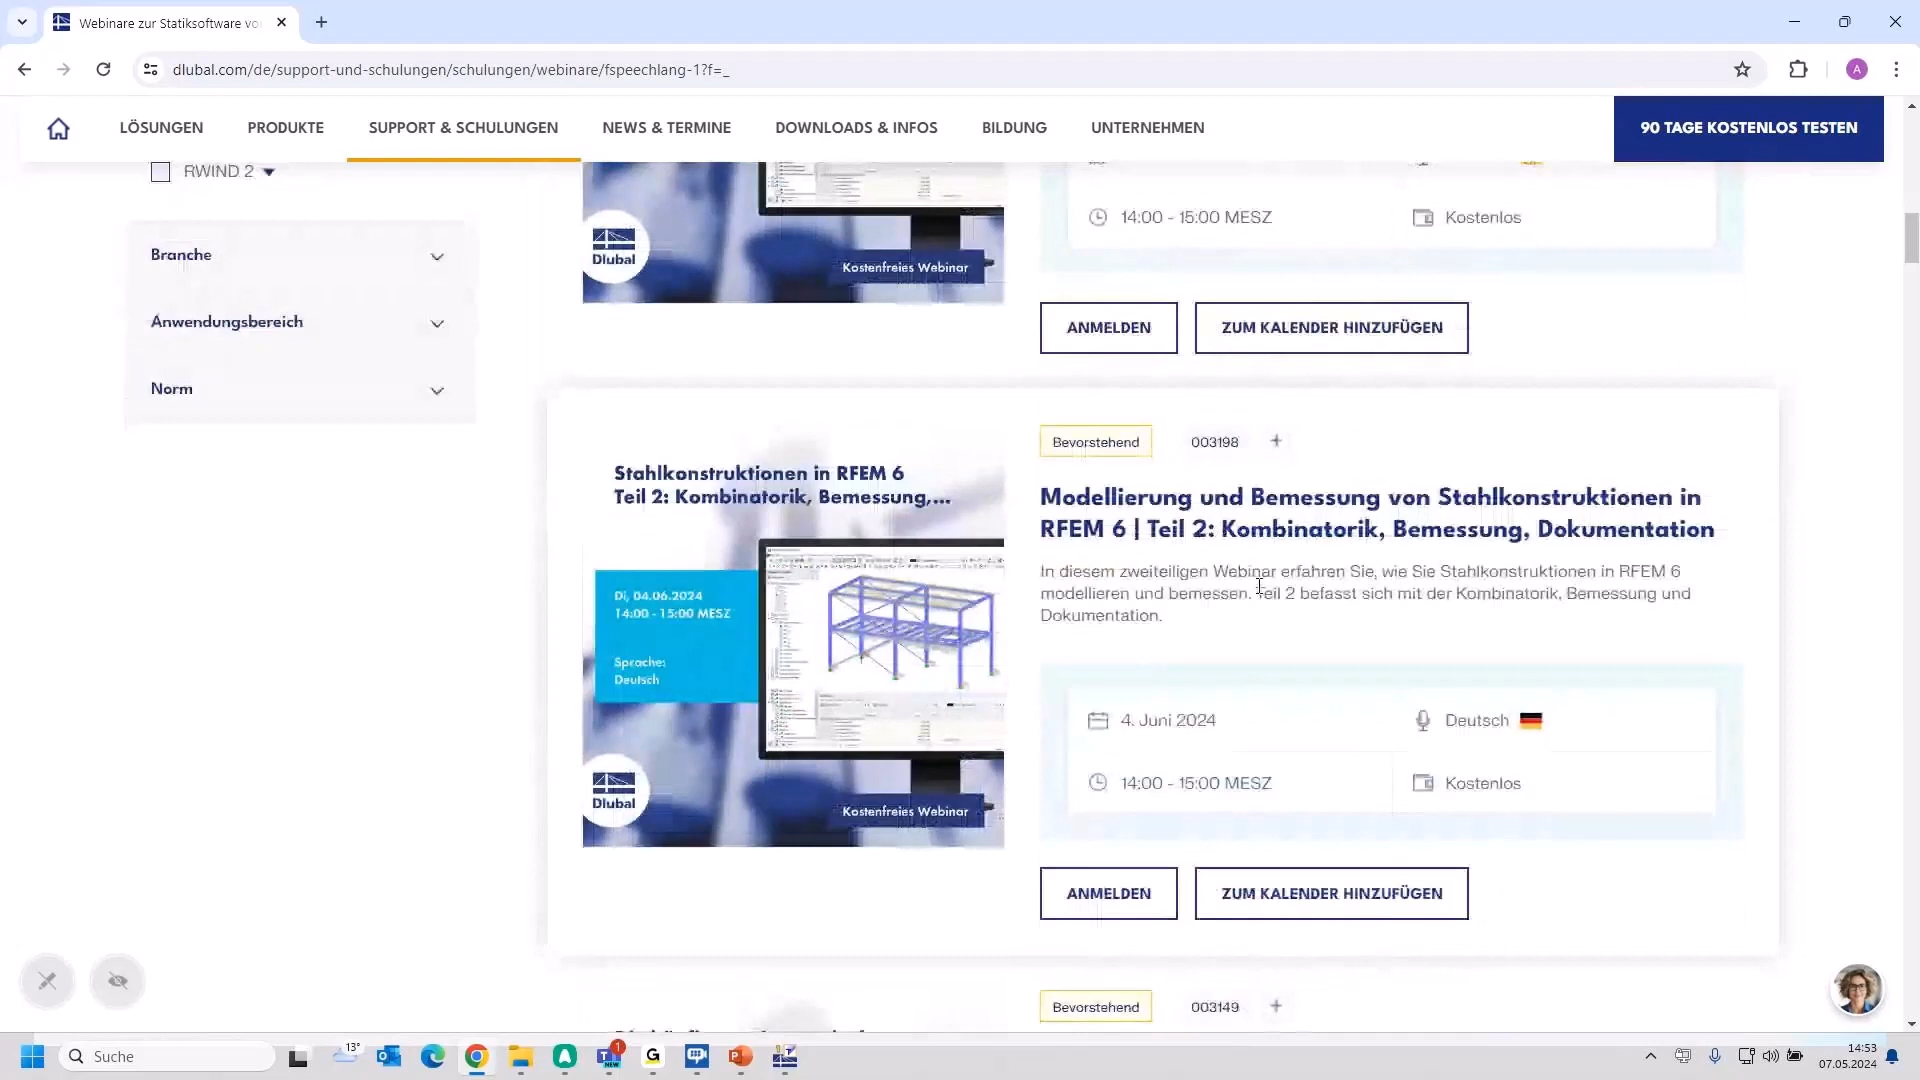 Webinare zur Statiksoftware vo
dlubal.com/de/support-und-schulungen/schulungen/webinare/fspeechlang-1?f=_
A
LÖSUNGEN
PRODUKTE
SUPPORT & SCHULUNGEN
NEWS & TERMINE
DOWNLOADS & INFOS
BILDUNG
UNTERNEHMEN
90 TAGE KOSTENLOS TESTEN
RWIND 2
Branche
Anwendungsbereich
Norm
Dlubal
Kostenfreies Webinar
14:00 - 15:00 MESZ
Kostenlos
ANMELDEN
ZUM KALENDER HINZUFÜGEN
Stahlkonstruktionen in RFEM 6
Teil 2: Kombinatorik, Bemessung,...
Di, 04.06.2024
14:00 - 15:00 MESZ
Sprache:
Deutsch
Dlubal
Kostenfreies Webinar
Bevorstehend
003198
Modellierung und Bemessung von Stahlkonstruktionen in
RFEM 6 | Teil 2: Kombinatorik, Bemessung, Dokumentation
In diesem zweiteiligen Webinar erfahren Sie, wie Sie Stahlkonstruktionen in RFEM 6
modellieren und bemessen. Teil 2 befasst sich mit der Kombinatorik, Bemessung und
Dokumentation.
4. Juni 2024
Deutsch
14:00 - 15:00 MESZ
Kostenlos
ANMELDEN
ZUM KALENDER HINZUFÜGEN
Bevorstehend
003149
Suche
13°
1
NEW
14:53
07.05.2024